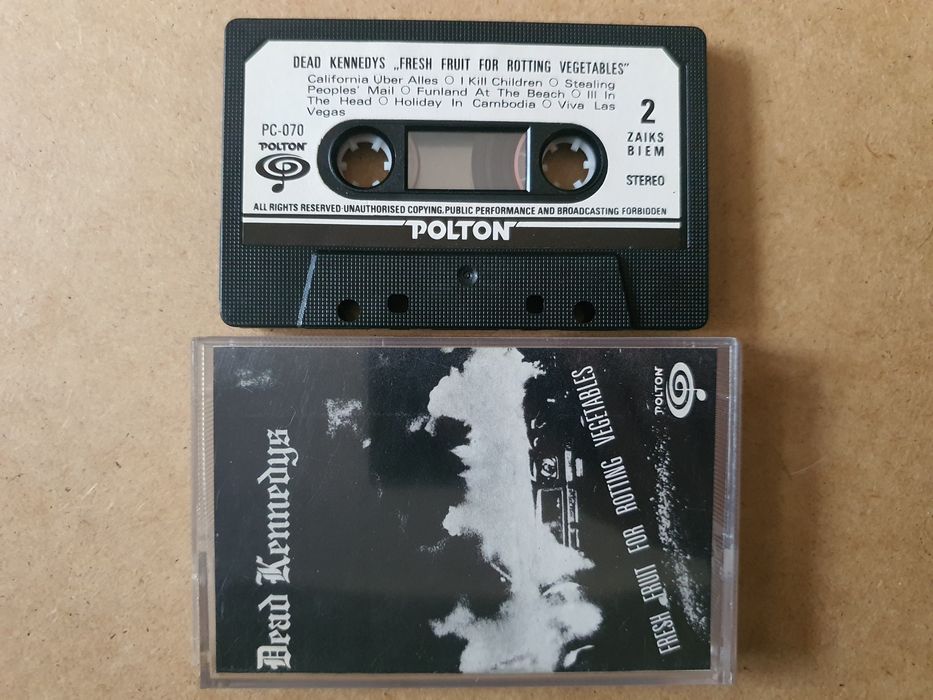 DEAD KENNEDYS „FRESH FRUIT FOR ROTTING VEGETABLES”
California Über Alles O I Kill Children O Stealing
Peoples' Mail O Funland At The Beach O Ill In
The Head O Holiday In Cambodia O Viva Las
Vegas
2
PC-070
ZAIKS
POLTON
BIEM
STEREO
ALL RIGHTS RESERVED·UNAUTHORISED COPYING.PUBLIC PERFORMANCE AND BROADCASTING FORBIDDEN
POLTON
Dead Kennedys
FRESH FRIUT FOR ROTTING VEGETABLES
POLTON